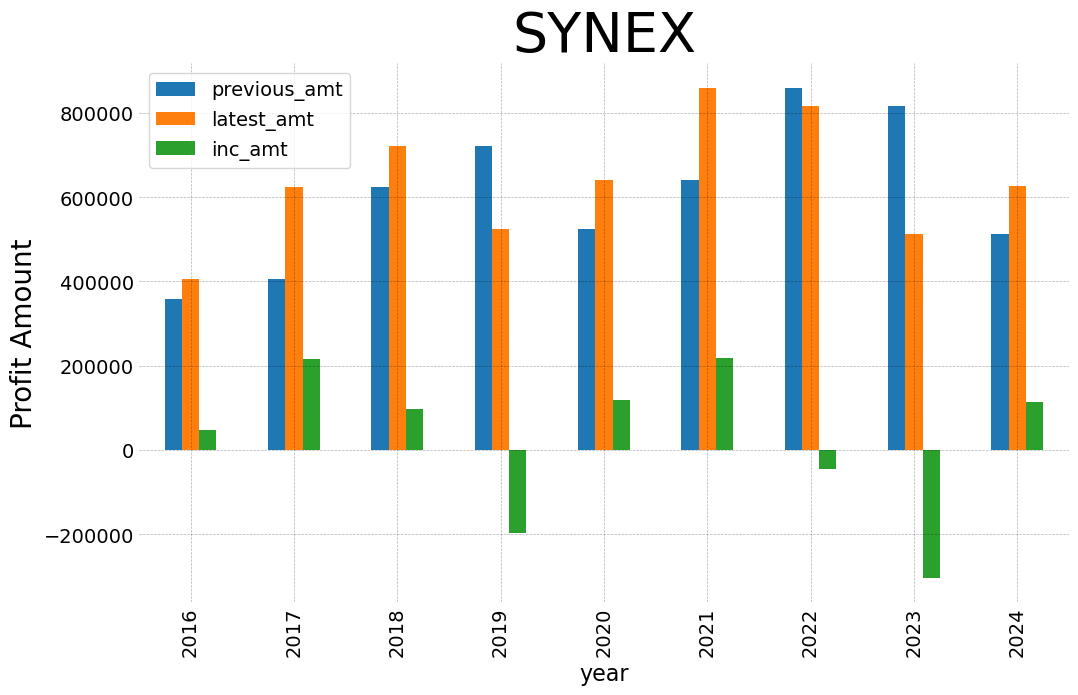 SYNEX
previous_amt
latest_amt
inc_amt
Profit Amount
800000
600000
400000
200000
0
−200000
2016
2017
2018
2019
2020
2021
2022
2023
2024
year